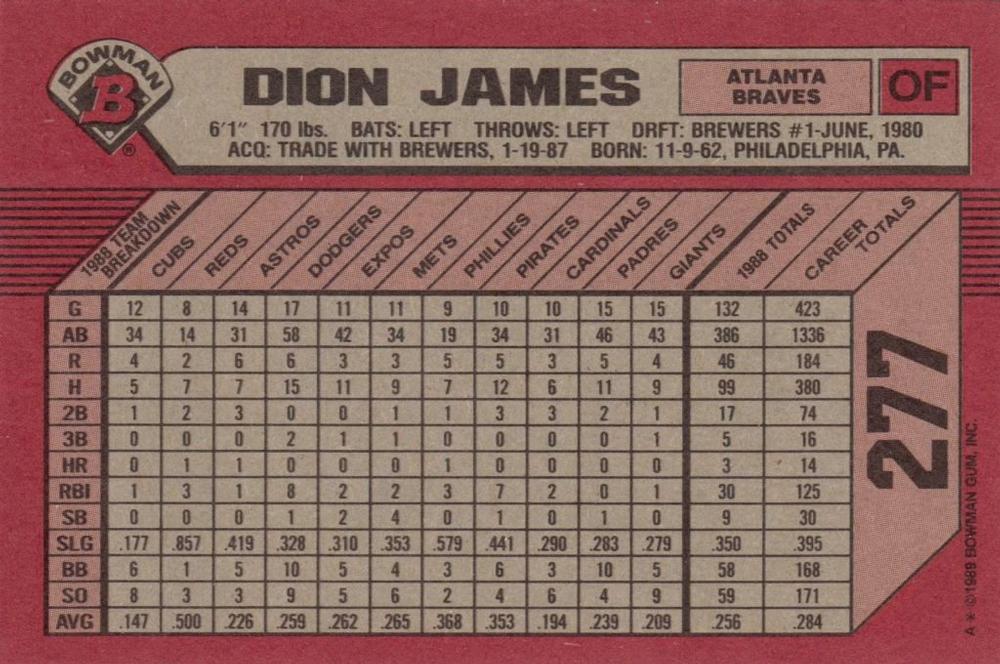 BOWMAN
B
®
DION JAMES
ATLANTA
BRAVES
OF
6'1" 170 lbs. BATS: LEFT THROWS: LEFT DRFT: BREWERS #1-JUNE, 1980
ACQ: TRADE WITH BREWERS, 1-19-87 BORN: 11-9-62, PHILADELPHIA, PA.
1988 TEAM
BREAKDOWN
CUBS
REDS
ASTROS
DODGERS
EXPOS
METS
PHILLIES
PIRATES
CARDINALS
PADRES
GIANTS
1988 TOTALS
CAREER
TOTALS
G 12 8 14 17 11 11 9 10 10 15 15 132 423
AB 34 14 31 58 42 34 19 34 31 46 43 386 1336
R 4 2 6 6 3 3 5 5 3 5 4 46 184
H 5 7 7 15 11 9 7 12 6 11 9 99 380
2B 1 2 3 0 0 1 1 3 3 2 1 17 74
3B 0 0 0 2 1 1 0 0 0 0 1 5 16
HR 0 1 1 0 0 0 1 0 0 0 0 3 14
RBI 1 3 1 8 2 2 3 7 2 0 1 30 125
SB 0 0 0 1 2 4 0 1 0 1 0 9 30
SLG .177 .857 .419 .328 .310 .353 .579 .441 .290 .283 .279 .350 .395
BB 6 1 5 10 5 4 3 6 3 10 5 58 168
SO 8 3 3 9 5 6 2 4 6 4 9 59 171
AVG .147 .500 .226 .259 .262 .265 .368 .353 .194 .239 .209 .256 .284
277
A * ©1989 BOWMAN GUM, INC.